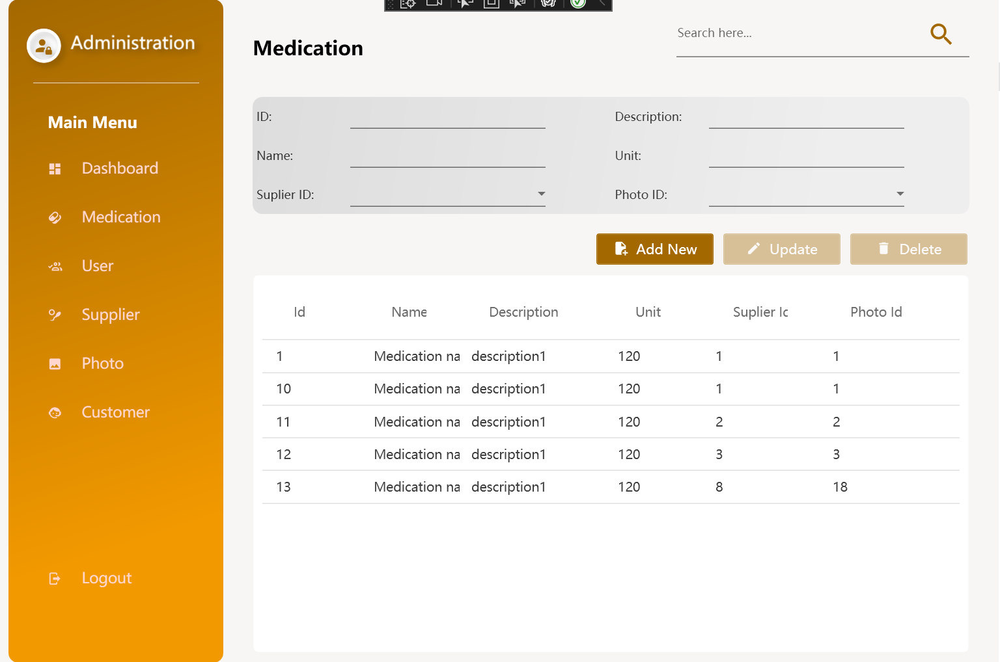 Administration
Main Menu
Dashboard
Medication
User
Supplier
Photo
Customer
Logout
Medication
Search here...
ID:
Description:
Name:
Unit:
Suplier ID:
Photo ID:
Add New
Update
Delete
Id Name Description Unit Suplier Id Photo Id
1 Medication na description1 120 1 1
10 Medication na description1 120 1 1
11 Medication na description1 120 2 2
12 Medication na description1 120 3 3
13 Medication na description1 120 8 18